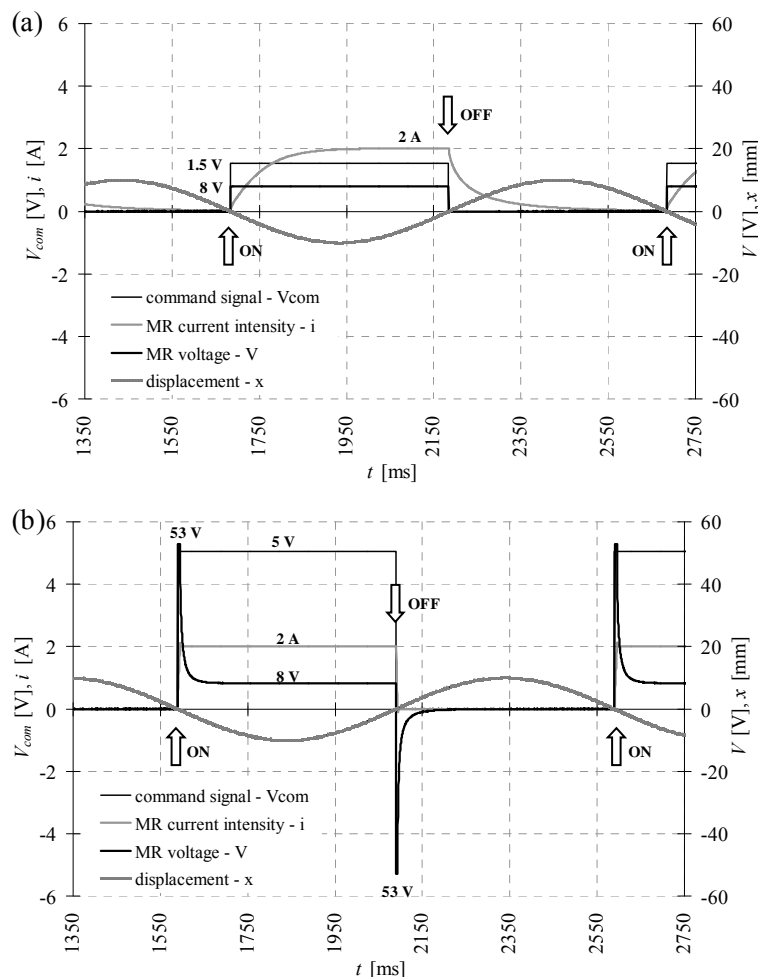 (a)
6
4
2
0
-2
-4
-6
V_com [V], i [A]
60
40
20
0
-20
-40
-60
V [V], x [mm]
OFF
2 A
1.5 V
8 V
ON
ON
command signal - Vcom
MR current intensity - i
MR voltage - V
displacement - x
1350 1550 1750 1950 2150 2350 2550 2750
t [ms]
(b)
6
4
2
0
-2
-4
-6
V_com [V], i [A]
60
40
20
0
-20
-40
-60
V [V], x [mm]
53 V
5 V
OFF
2 A
8 V
ON
ON
command signal - Vcom
MR current intensity - i
MR voltage - V
displacement - x
53 V
1350 1550 1750 1950 2150 2350 2550 2750
t [ms]